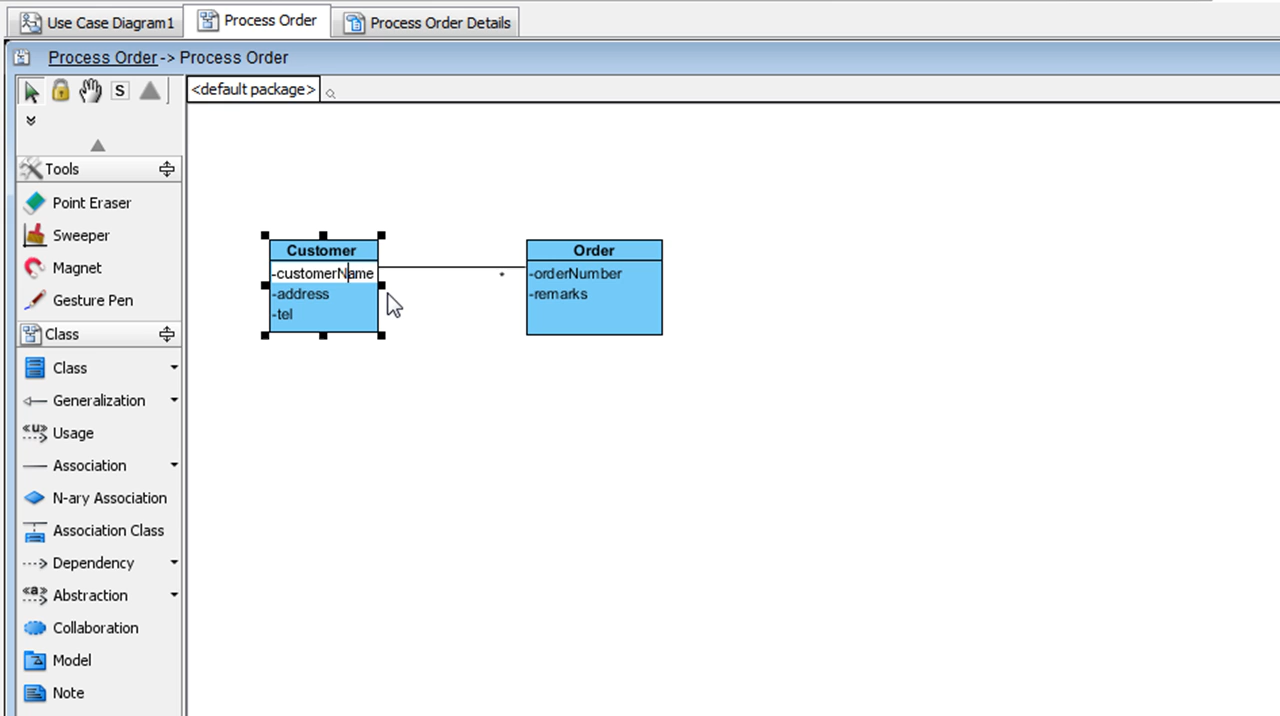 Use Case Diagram1
Process Order
Process Order Details
Process Order -> Process Order
S
<default package>
Tools
Point Eraser
Sweeper
Magnet
Gesture Pen
Class
Class
Generalization
«u» Usage
Association
N-ary Association
Association Class
Dependency
«a» Abstraction
Collaboration
Model
Note
Customer
-customerName
-address
-tel
*
Order
-orderNumber
-remarks